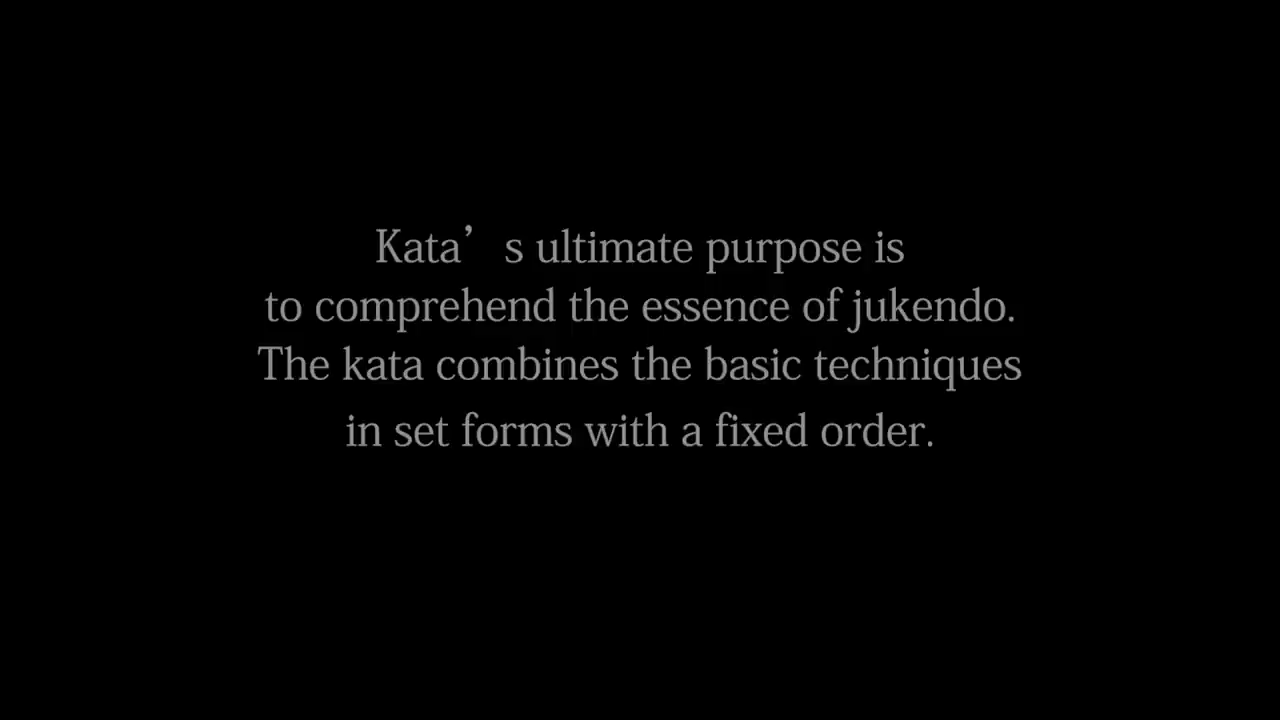 Kata’s ultimate purpose is
to comprehend the essence of jukendo.
The kata combines the basic techniques
in set forms with a fixed order.